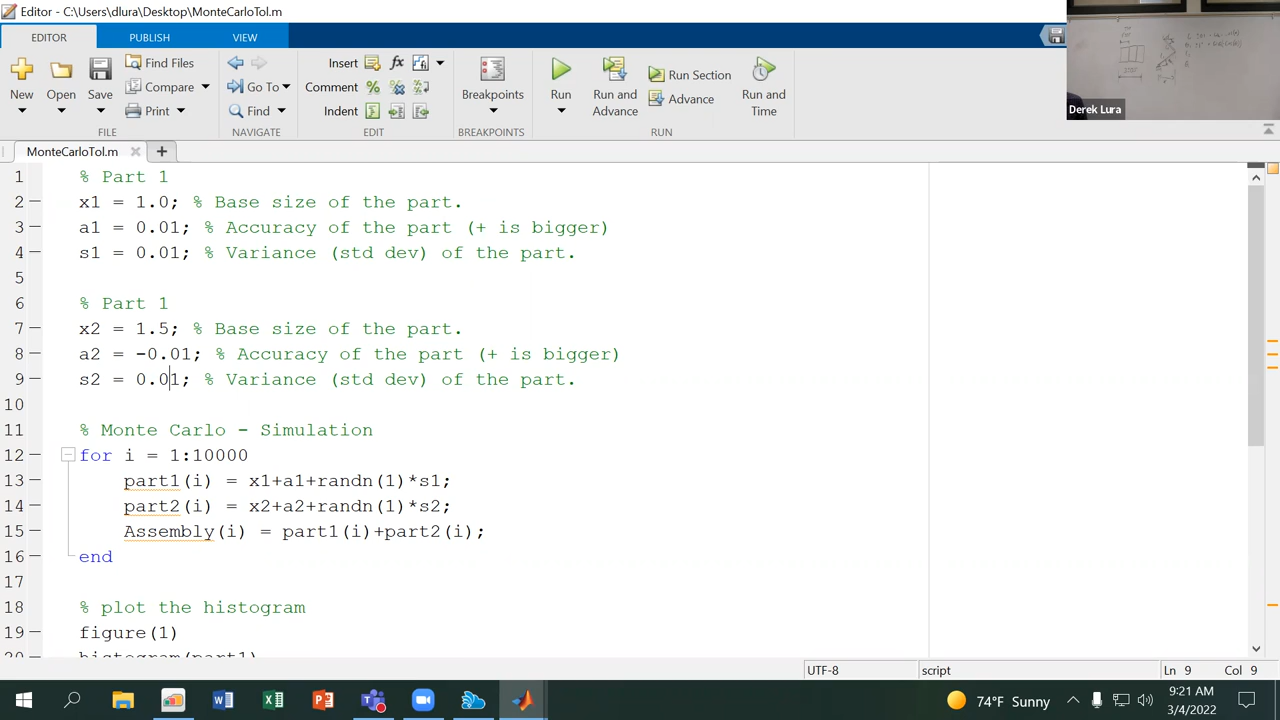 Editor - C:\Users\dlura\Desktop\MonteCarloTol.m
EDITOR PUBLISH VIEW
New Open Save
Find Files
Compare
Print
FILE
Go To
Find
NAVIGATE
Insert fx
Comment
Indent
EDIT
Breakpoints
BREAKPOINTS
Run
Run and Advance
Run Section
Advance
Run and Time
RUN
Derek Lura
MonteCarloTol.m
1 % Part 1
2 x1 = 1.0; % Base size of the part.
3 a1 = 0.01; % Accuracy of the part (+ is bigger)
4 s1 = 0.01; % Variance (std dev) of the part.
5
6 % Part 1
7 x2 = 1.5; % Base size of the part.
8 a2 = -0.01; % Accuracy of the part (+ is bigger)
9 s2 = 0.01; % Variance (std dev) of the part.
10
11 % Monte Carlo - Simulation
12 for i = 1:10000
13 part1(i) = x1+a1+randn(1)*s1;
14 part2(i) = x2+a2+randn(1)*s2;
15 Assembly(i) = part1(i)+part2(i);
16 end
17
18 % plot the histogram
19 figure(1)
20 histogram(part1)
UTF-8 script Ln 9 Col 9
74°F Sunny
9:21 AM
3/4/2022